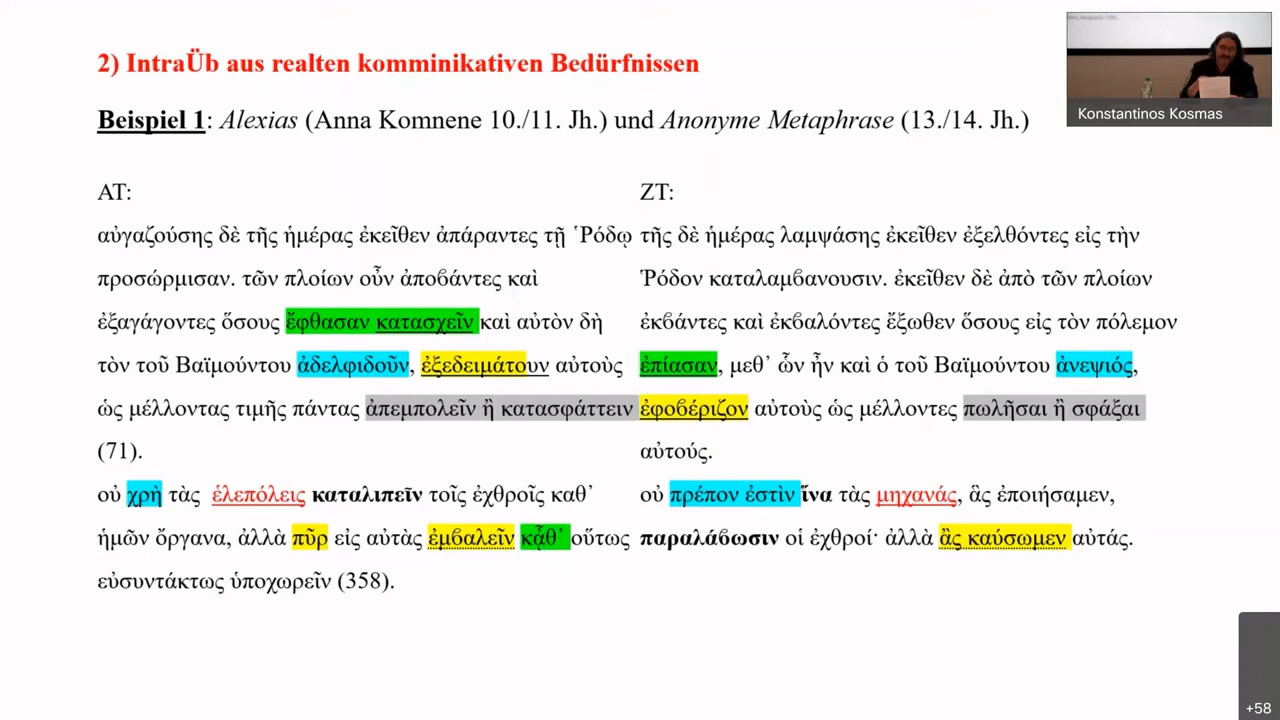 2) IntraÜb aus realten komminikativen Bedürfnissen
Beispiel 1: Alexias (Anna Komnene 10./11. Jh.) und Anonyme Metaphrase (13./14. Jh.)
Konstantinos Kosmas
ΑΤ:
αὐγαζούσης δὲ τῆς ἡμέρας ἐκεῖθεν ἀπάραντες τῇ Ῥόδῳ
προσώρμισαν. τῶν πλοίων οὖν ἀποβάντες καὶ
ἐξαγάγοντες ὅσους ἔφθασαν κατασχεῖν καὶ αὐτὸν δὴ
τὸν τοῦ Βαϊμούντου ἀδελφιδοῦν, ἐξεδειμάτουν αὐτοὺς
ὡς μέλλοντας τιμῆς πάντας ἀπεμπολεῖν ἢ κατασφάττειν
(71).
οὐ χρὴ τὰς ἑλεπόλεις καταλιπεῖν τοῖς ἐχθροῖς καθ’
ἡμῶν ὄργανα, ἀλλὰ πῦρ εἰς αὐτὰς ἐμβαλεῖν κᾆθ’ οὕτως
εὐσυντάκτως ὑποχωρεῖν (358).
ΖΤ:
τῆς δὲ ἡμέρας λαμψάσης ἐκεῖθεν ἐξελθόντες εἰς τὴν
Ῥόδον καταλαμβανουσιν. ἐκεῖθεν δὲ ἀπὸ τῶν πλοίων
ἐκβάντες καὶ ἐκβαλόντες ἔξωθεν ὅσους εἰς τὸν πόλεμον
ἐπίασαν, μεθ’ ὧν ἦν καὶ ὁ τοῦ Βαϊμούντου ἀνεψιός,
ἐφοβέριζον αὐτοὺς ὡς μέλλοντες πωλῆσαι ἢ σφάξαι
αὐτούς.
οὐ πρέπον ἐστὶν ἵνα τὰς μηχανάς, ἃς ἐποιήσαμεν,
παραλάβωσιν οἱ ἐχθροί· ἀλλὰ ἂς καύσωμεν αὐτάς.
+58